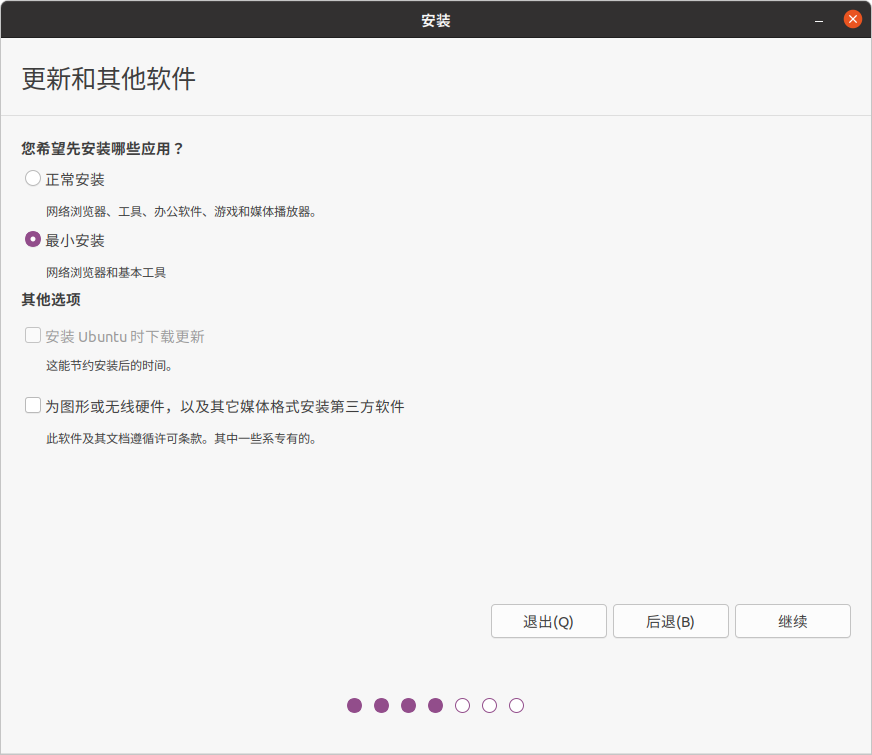 安装
更新和其他软件
您希望先安装哪些应用？
正常安装
网络浏览器、工具、办公软件、游戏和媒体播放器。
最小安装
网络浏览器和基本工具
其他选项
安装 Ubuntu 时下载更新
这能节约安装后的时间。
为图形或无线硬件，以及其它媒体格式安装第三方软件
此软件及其文档遵循许可条款。其中一些系专有的。
退出(Q)
后退(B)
继续